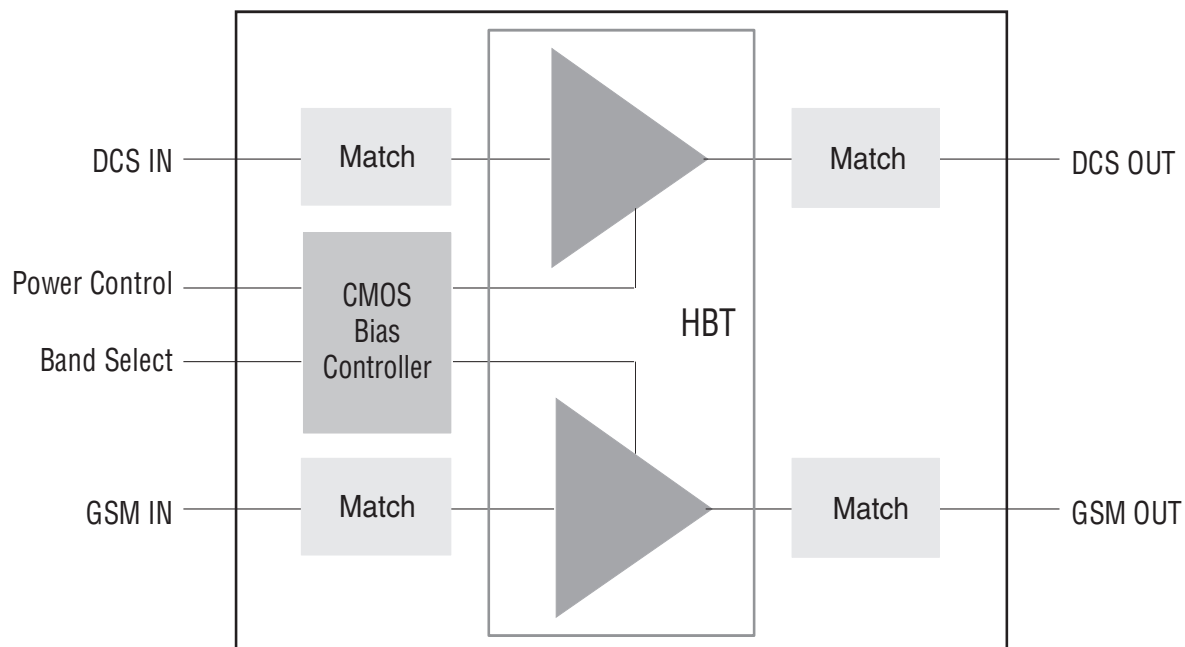 DCS IN
Match
Match
DCS OUT
Power Control
CMOS
Bias
Controller
HBT
Band Select
GSM IN
Match
Match
GSM OUT